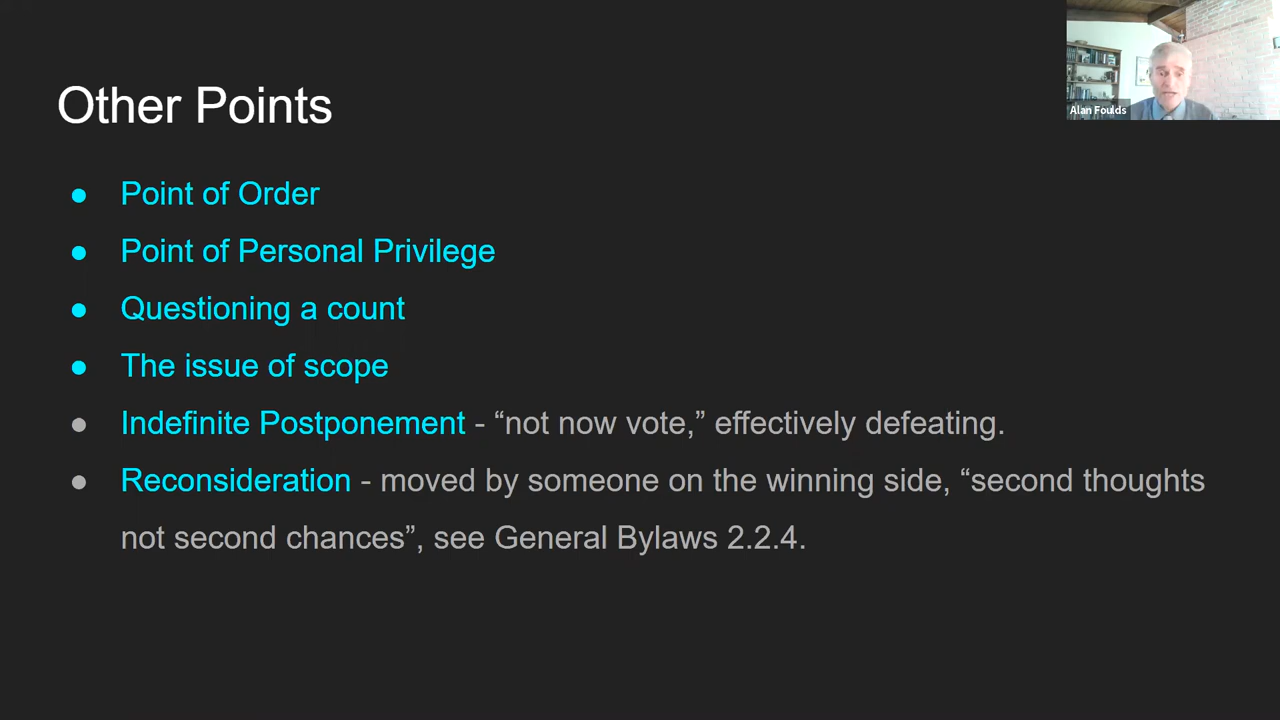 Other Points
Alan Foulds
● Point of Order
● Point of Personal Privilege
● Questioning a count
● The issue of scope
● Indefinite Postponement - “not now vote,” effectively defeating.
● Reconsideration - moved by someone on the winning side, “second thoughts
not second chances”, see General Bylaws 2.2.4.